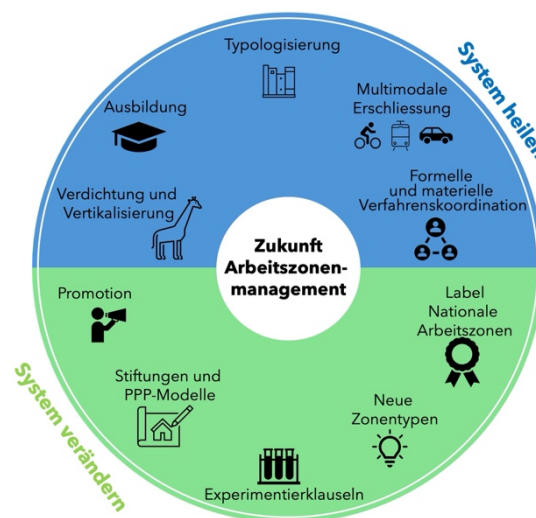 Typologisierung
System heilen
Multimodale
Erschliessung
Ausbildung
Formelle
und materielle
Verfahrenskoordination
Verdichtung und
Vertikalisierung
Zukunft
Arbeitszonen-
management
Promotion
Label
Nationale
Arbeitszonen
Stiftungen und
PPP-Modelle
Neue
Zonentypen
System verändern
Experimentierklauseln